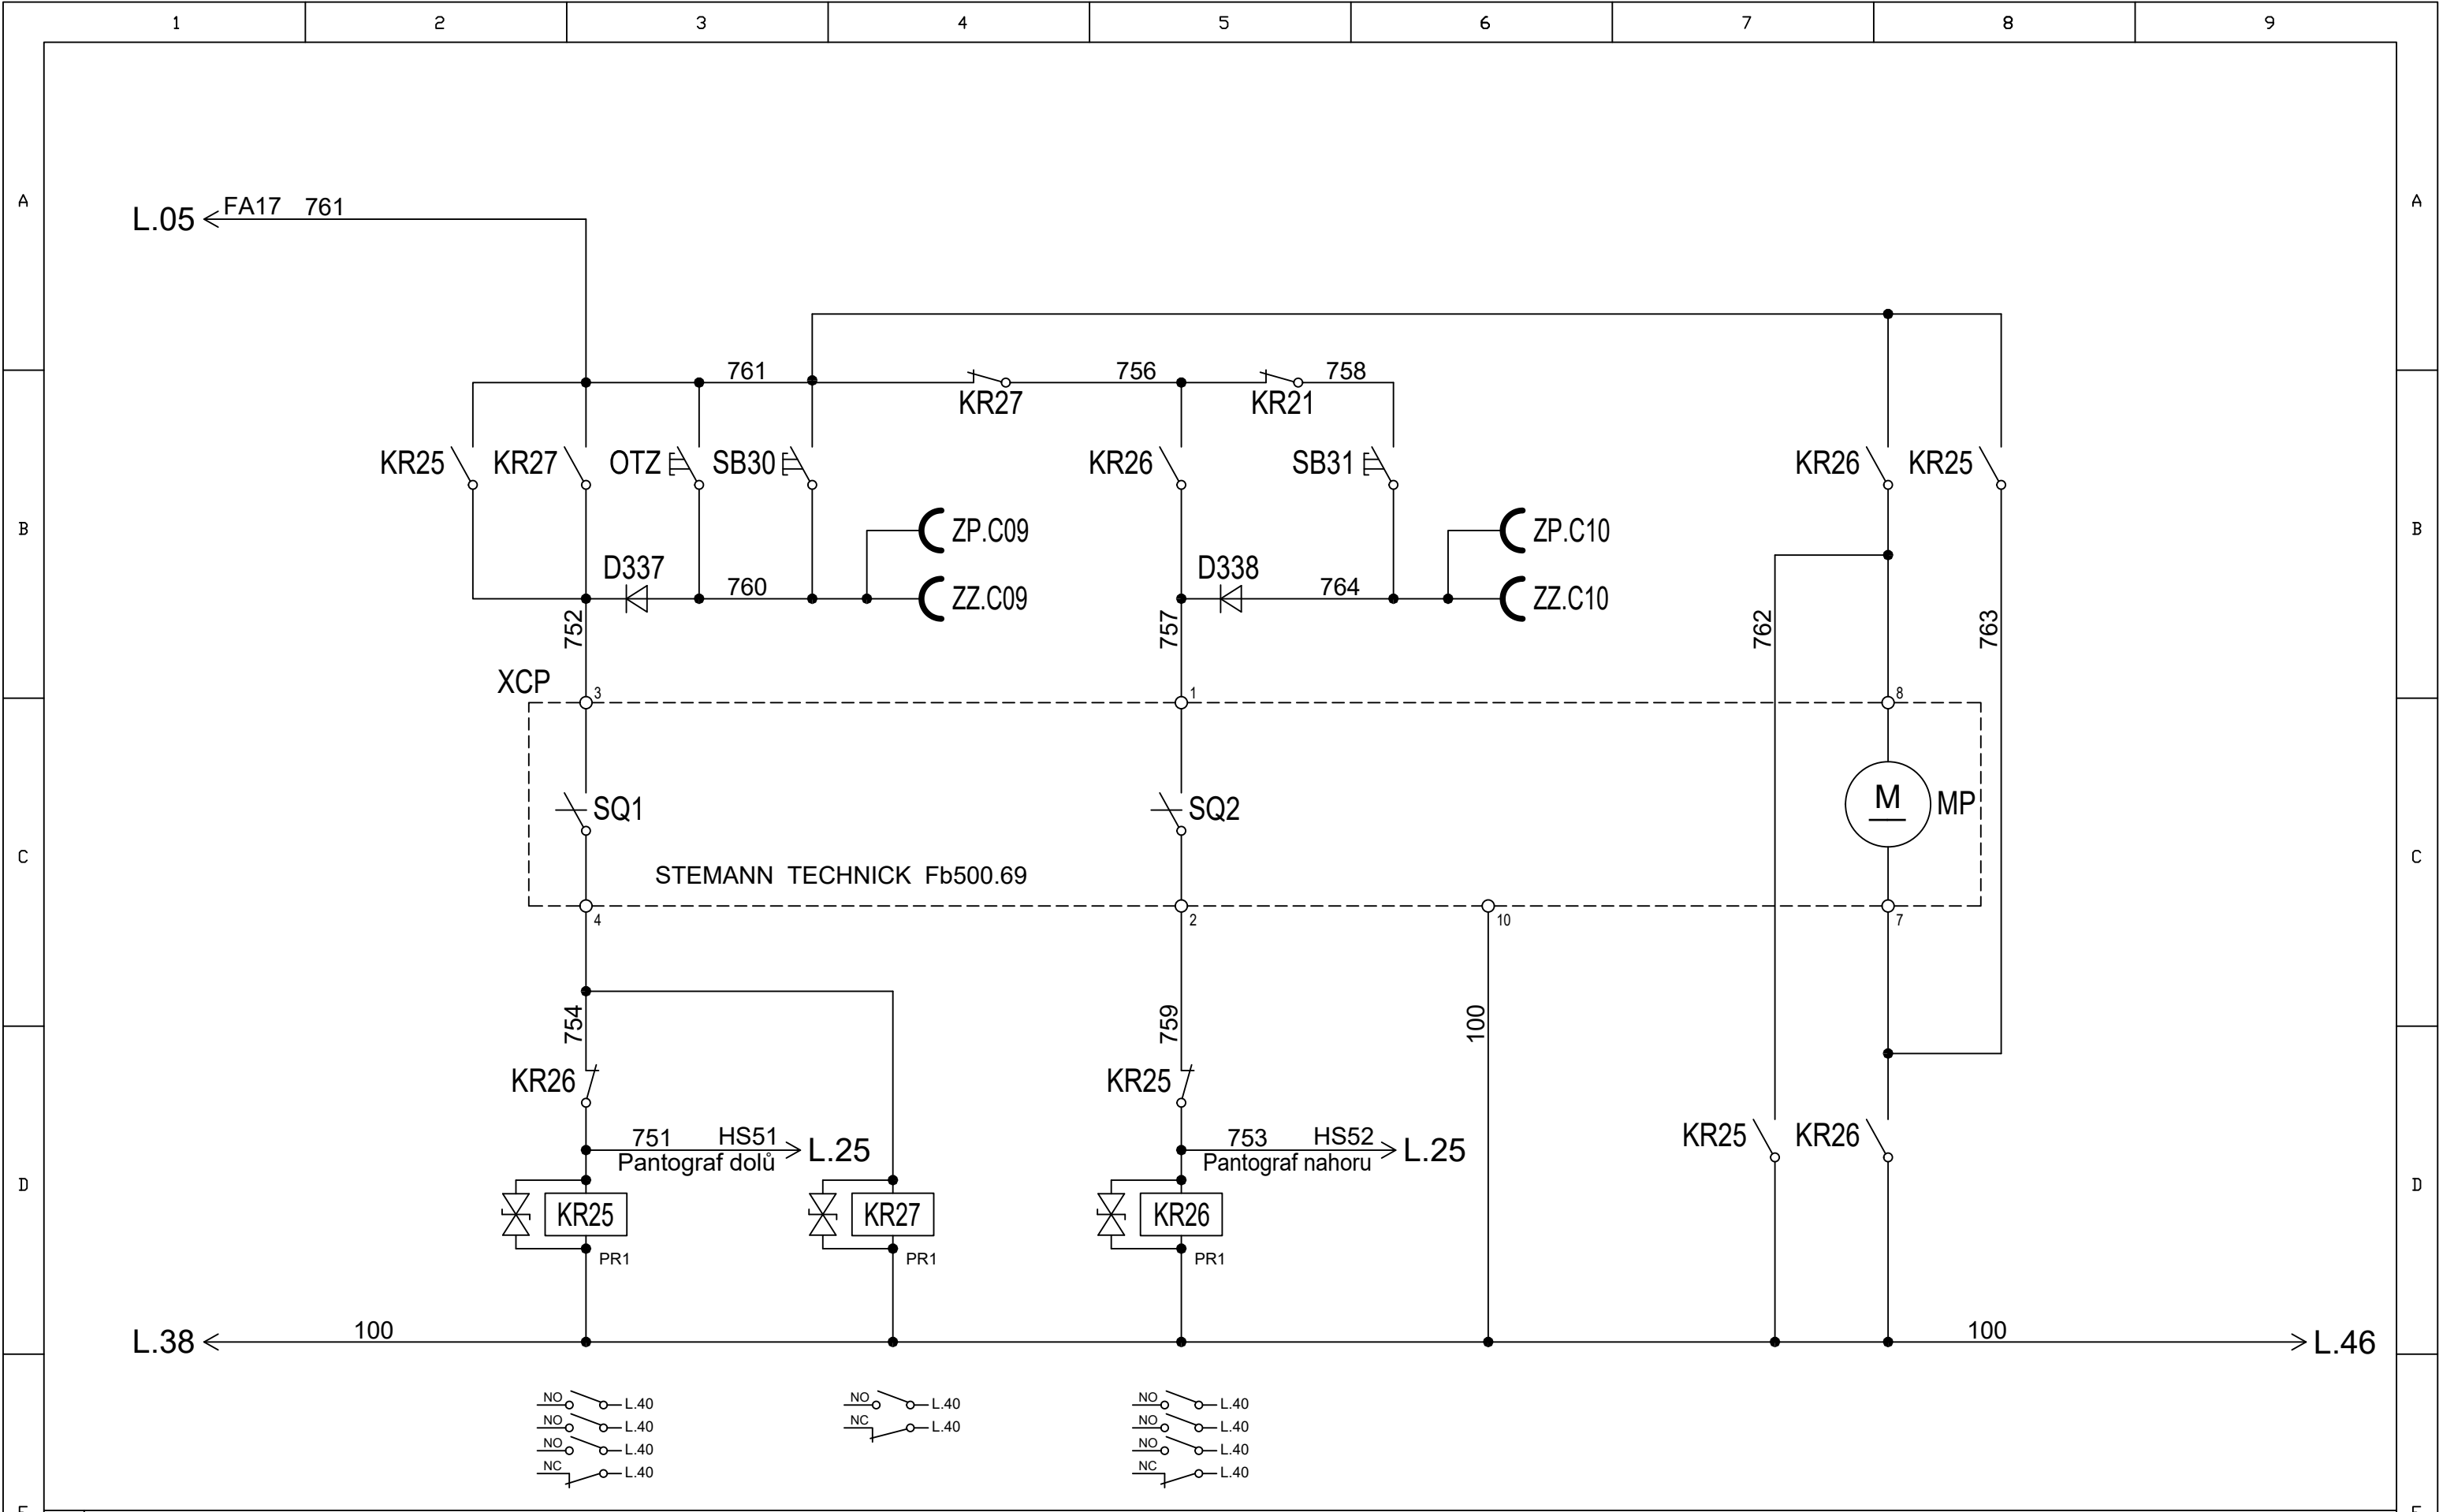 1 2 3 4 5 6 7 8 9
A A
L.05 FA17 761
761 756 758
KR27 KR21
KR25 KR27 OTZ SB30 KR26 SB31 KR26 KR25
B B
ZP.C09 ZP.C10
D337 760 ZZ.C09 D338 764 ZZ.C10
752 757 762 763
XCP 3 1 8
SQ1 SQ2 M MP
C C
STEMANN TECHNICK Fb500.69
4 2 10 7
754 759 100
KR26 KR25
751 HS51 L.25 753 HS52 L.25 KR25 KR26
Pantograf dolů Pantograf nahoru
D D
KR25 KR27 KR26
PR1 PR1 PR1
L.38 100 100 L.46
NO L.40 NO L.40 NO L.40
NO L.40 NC L.40 NO L.40
NO L.40 NO L.40
NC L.40 NC L.40